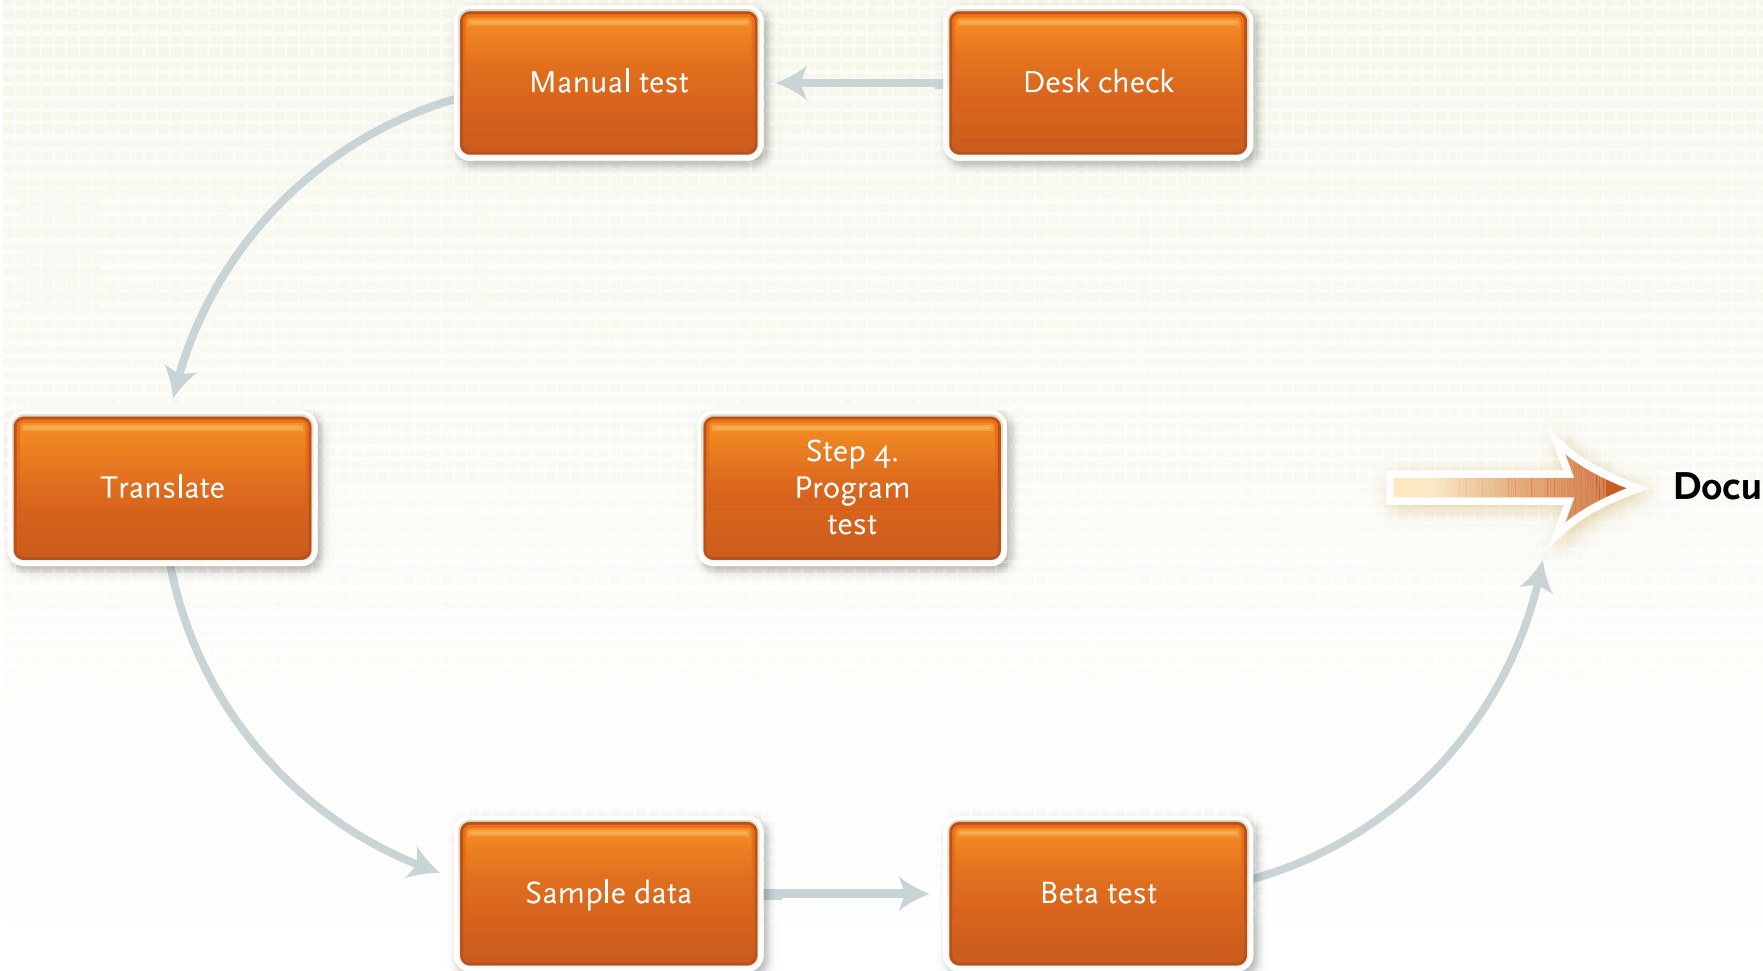 Manual test
Desk check
Translate
Step 4.
Program
test
Docu
Sample data
Beta test